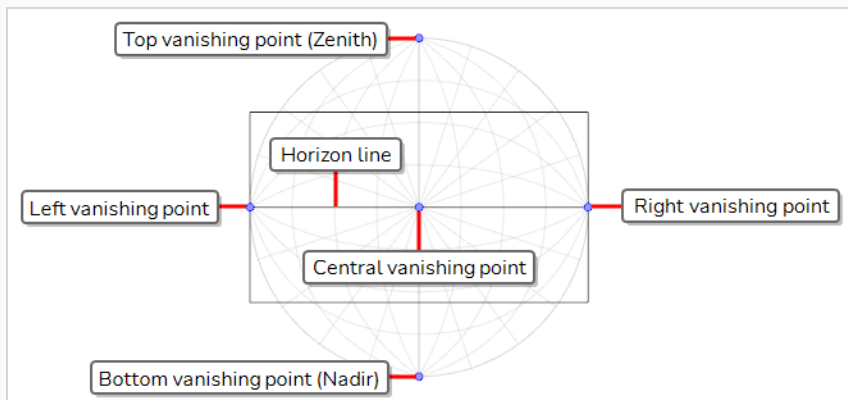 Top vanishing point (Zenith)
Horizon line
Left vanishing point
Right vanishing point
Central vanishing point
Bottom vanishing point (Nadir)